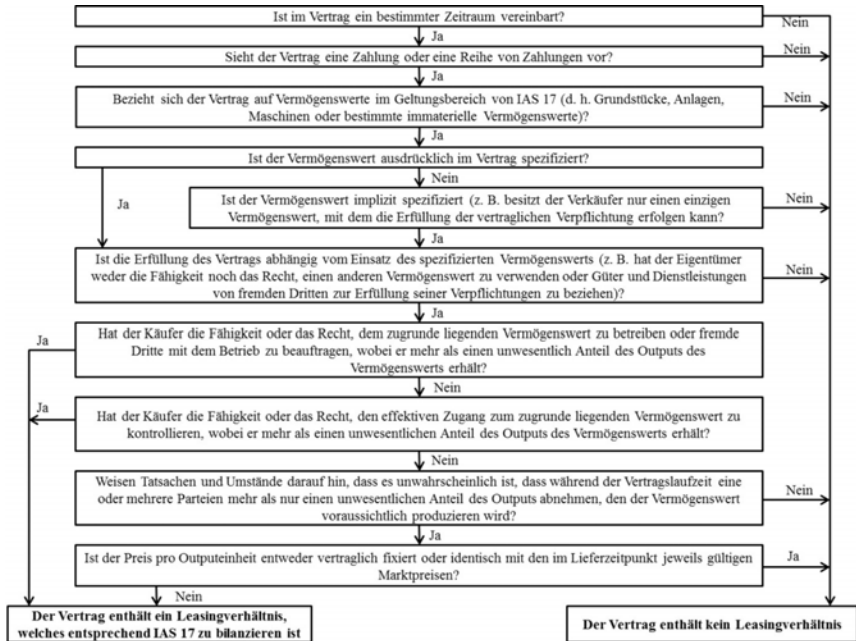 Ist im Vertrag ein bestimmter Zeitraum vereinbart?
Nein
Ja
Sieht der Vertrag eine Zahlung oder eine Reihe von Zahlungen vor?
Nein
Ja
Bezieht sich der Vertrag auf Vermögenswerte im Geltungsbereich von IAS 17 (d. h. Grundstücke, Anlagen,
Maschinen oder bestimmte immaterielle Vermögenswerte)?
Nein
Ja
Ist der Vermögenswert ausdrücklich im Vertrag spezifiziert?
Nein
Ja
Ist der Vermögenswert implizit spezifiziert (z. B. besitzt der Verkäufer nur einen einzigen
Vermögenswert, mit dem die Erfüllung der vertraglichen Verpflichtung erfolgen kann?
Nein
Ja
Ist die Erfüllung des Vertrags abhängig vom Einsatz des spezifizierten Vermögenswerts (z. B. hat der Eigentümer
weder die Fähigkeit noch das Recht, einen anderen Vermögenswert zu verwenden oder Güter und Dienstleistungen
von fremden Dritten zur Erfüllung seiner Verpflichtungen zu beziehen)?
Nein
Ja
Hat der Käufer die Fähigkeit oder das Recht, dem zugrunde liegenden Vermögenswert zu betreiben oder fremde
Dritte mit dem Betrieb zu beauftragen, wobei er mehr als einen unwesentlich Anteil des Outputs des
Vermögenswerts erhält?
Ja
Nein
Hat der Käufer die Fähigkeit oder das Recht, den effektiven Zugang zum zugrunde liegenden Vermögenswert zu
kontrollieren, wobei er mehr als einen unwesentlichen Anteil des Outputs des Vermögenswerts erhält?
Ja
Nein
Weisen Tatsachen und Umstände darauf hin, dass es unwahrscheinlich ist, dass während der Vertragslaufzeit eine
oder mehrere Parteien mehr als nur einen unwesentlichen Anteil des Outputs abnehmen, den der Vermögenswert
voraussichtlich produzieren wird?
Nein
Ja
Ist der Preis pro Outputeinheit entweder vertraglich fixiert oder identisch mit den im Lieferzeitpunkt jeweils gültigen
Marktpreisen?
Ja
Nein
Der Vertrag enthält ein Leasingverhältnis,
welches entsprechend IAS 17 zu bilanzieren ist
Der Vertrag enthält kein Leasingverhältnis